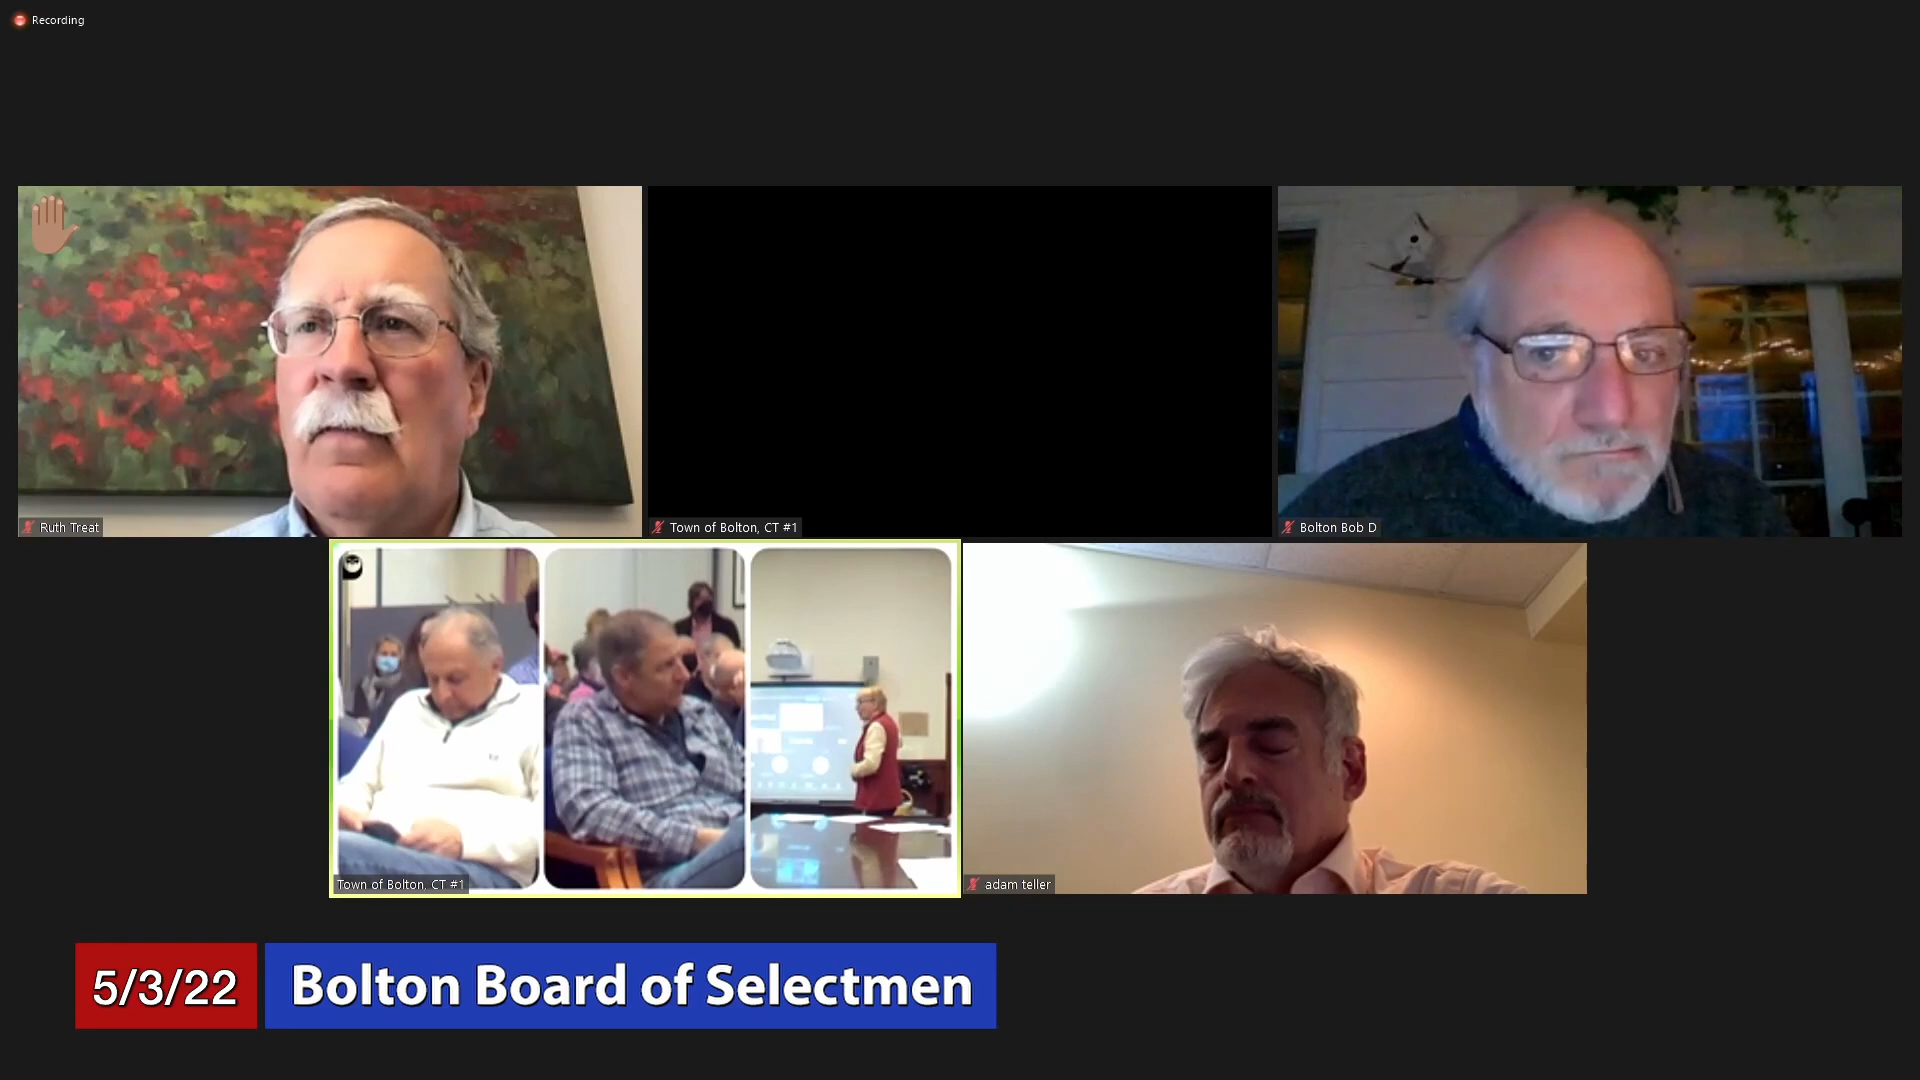 Recording
Ruth Treat
Town of Bolton, CT #1
Bolton Bob D
Town of Bolton, CT #1
adam teller
5/3/22
Bolton Board of Selectmen